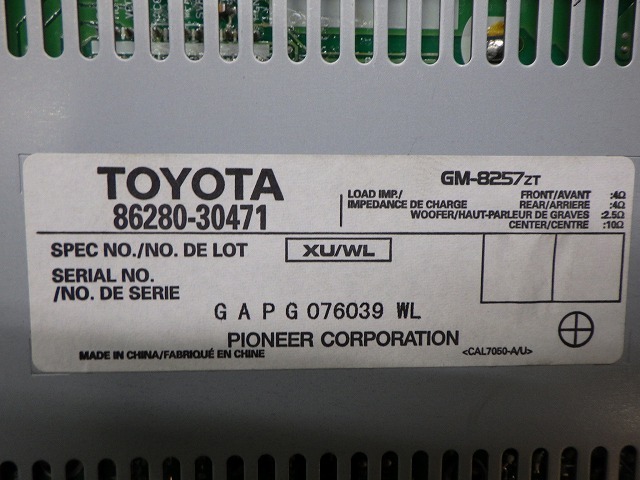 TOYOTA
86280-30471
GM-8257ZT
LOAD IMP./
IMPEDANCE DE CHARGE
FRONT/AVANT :4Ω
REAR/ARRIERE :4Ω
WOOFER/HAUT-PARLEUR DE GRAVES :2.5Ω
CENTER/CENTRE :10Ω
SPEC NO./NO. DE LOT XU/WL
SERIAL NO.
/NO. DE SERIE
GAPG076039 WL
PIONEER CORPORATION
MADE IN CHINA/FABRIQUÉ EN CHINE
<CAL7050-A/U>